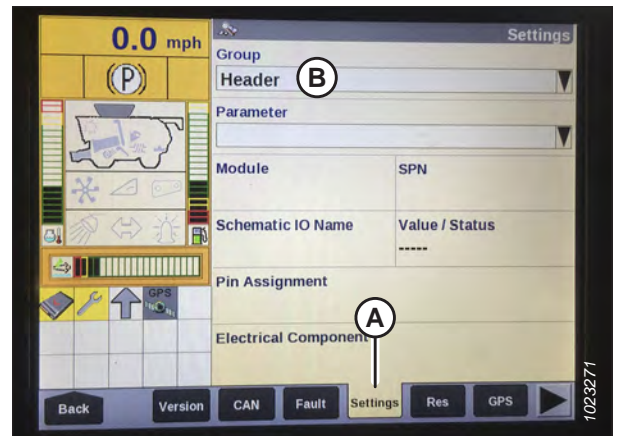 0.0 mph
Settings
(P)
Group
Header
B
Parameter
Module
SPN
Schematic IO Name
Value / Status
-----
Pin Assignment
GPS
A
Electrical Component
Back
Version
CAN
Fault
Settings
Res
GPS
1023271